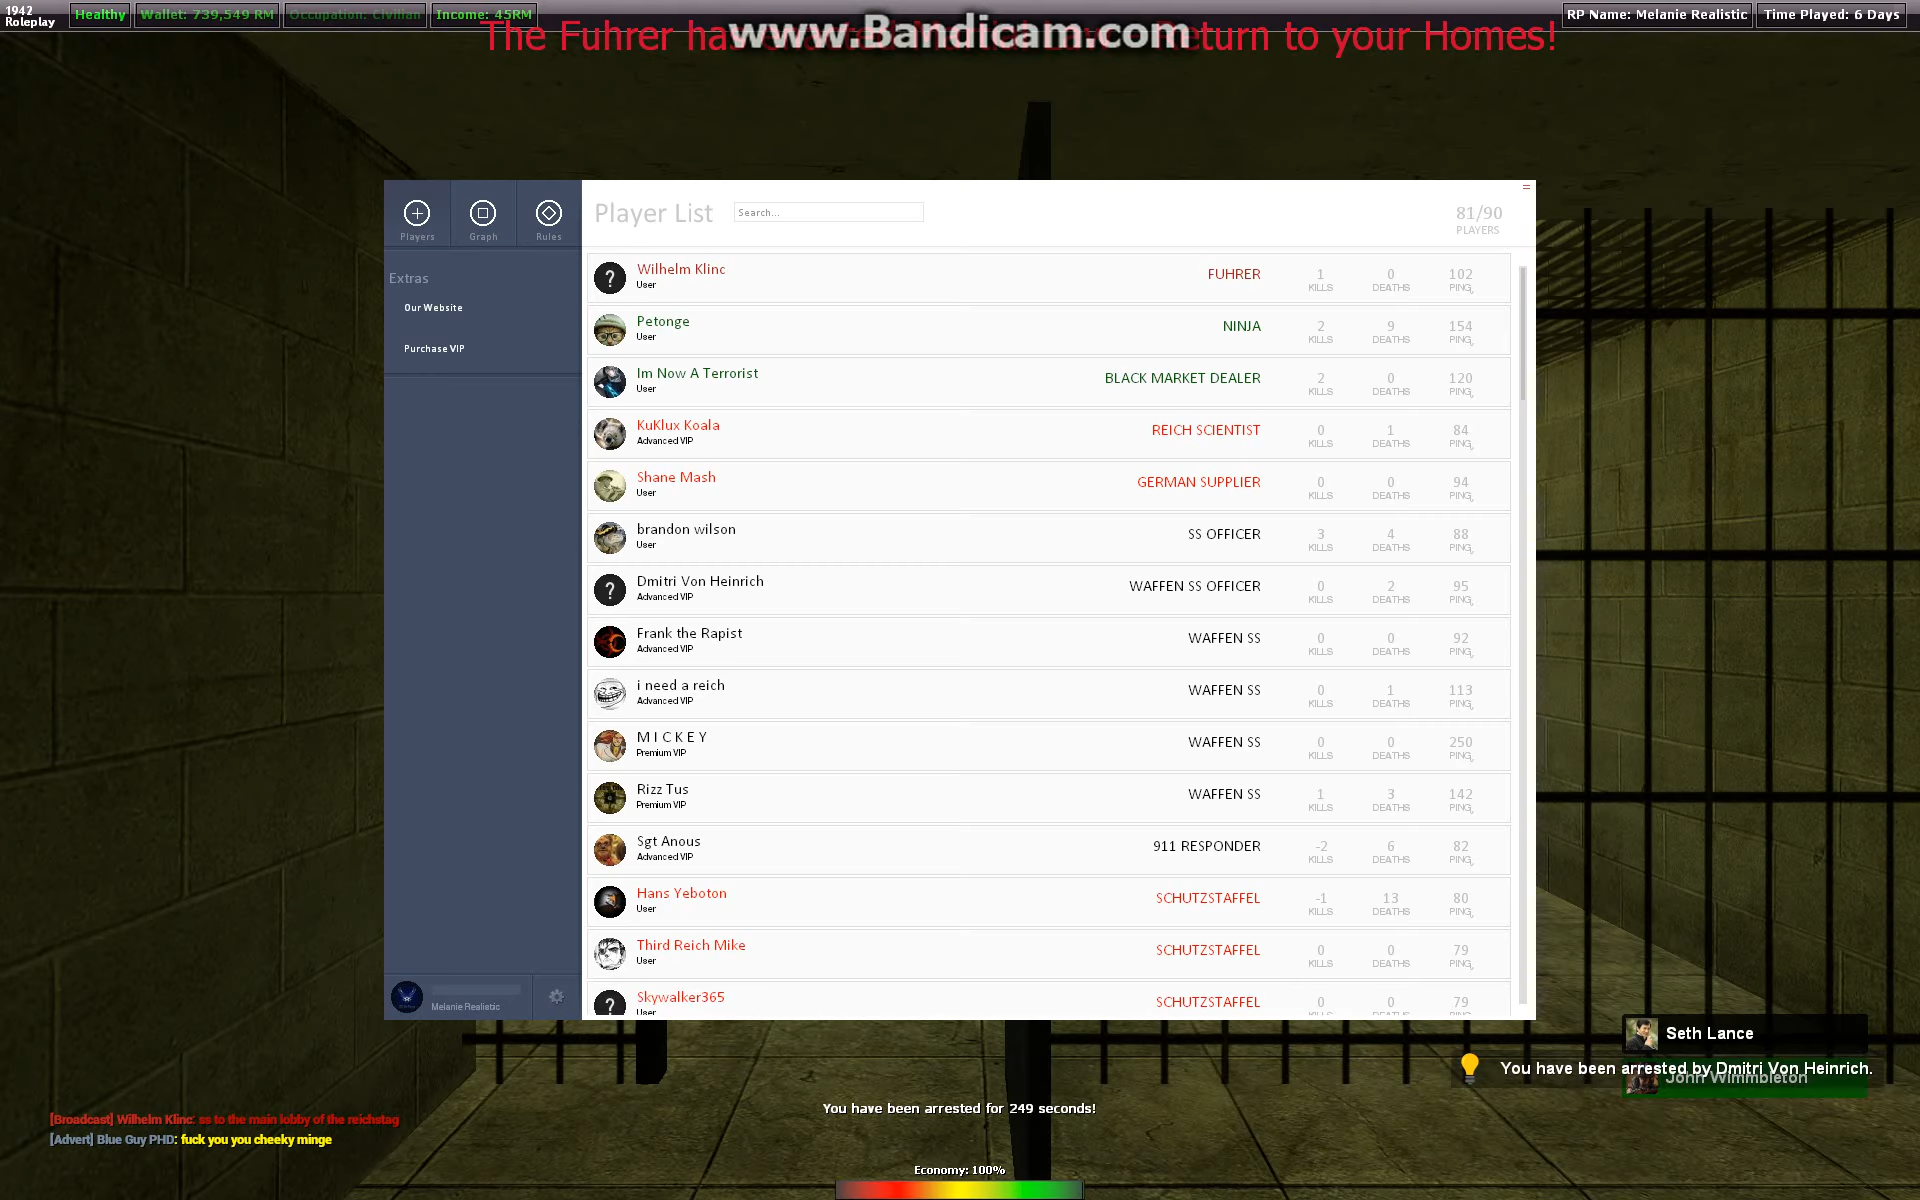 1942
Roleplay
Healthy
Wallet: 739,549 RM
Occupation: Civilian
Income: 45RM
RP Name: Melanie Realistic
Time Played: 6 Days
The Fuhrer has return to your Homes!
www.Bandicam.com
Players
Graph
Rules
Player List
Search...
81/90
PLAYERS
Extras
Our Website
Purchase VIP
Wilhelm Klinc
User
FUHRER
1 0 102
KILLS DEATHS PING
Petonge
User
NINJA
2 9 154
KILLS DEATHS PING
Im Now A Terrorist
User
BLACK MARKET DEALER
2 0 120
KILLS DEATHS PING
KuKlux Koala
Advanced VIP
REICH SCIENTIST
0 1 84
KILLS DEATHS PING
Shane Mash
User
GERMAN SUPPLIER
0 0 94
KILLS DEATHS PING
brandon wilson
User
SS OFFICER
3 4 88
KILLS DEATHS PING
Dmitri Von Heinrich
Advanced VIP
WAFFEN SS OFFICER
0 2 95
KILLS DEATHS PING
Frank the Rapist
Advanced VIP
WAFFEN SS
0 0 92
KILLS DEATHS PING
i need a reich
Advanced VIP
WAFFEN SS
0 1 113
KILLS DEATHS PING
M I C K E Y
Premium VIP
WAFFEN SS
0 0 250
KILLS DEATHS PING
Rizz Tus
Premium VIP
WAFFEN SS
1 3 142
KILLS DEATHS PING
Sgt Anous
Advanced VIP
911 RESPONDER
-2 6 82
KILLS DEATHS PING
Hans Yeboton
User
SCHUTZSTAFFEL
-1 13 80
KILLS DEATHS PING
Third Reich Mike
User
SCHUTZSTAFFEL
0 0 79
KILLS DEATHS PING
Skywalker365
User
SCHUTZSTAFFEL
0 0 79
KILLS DEATHS PING
Melanie Realistic
Seth Lance
You have been arrested by Dmitri Von Heinrich.
John Wimmbleton
You have been arrested for 249 seconds!
[Broadcast] Wilhelm Klinc: ss to the main lobby of the reichstag
[Advert] Blue Guy PHD: fuck you you cheeky minge
Economy: 100%